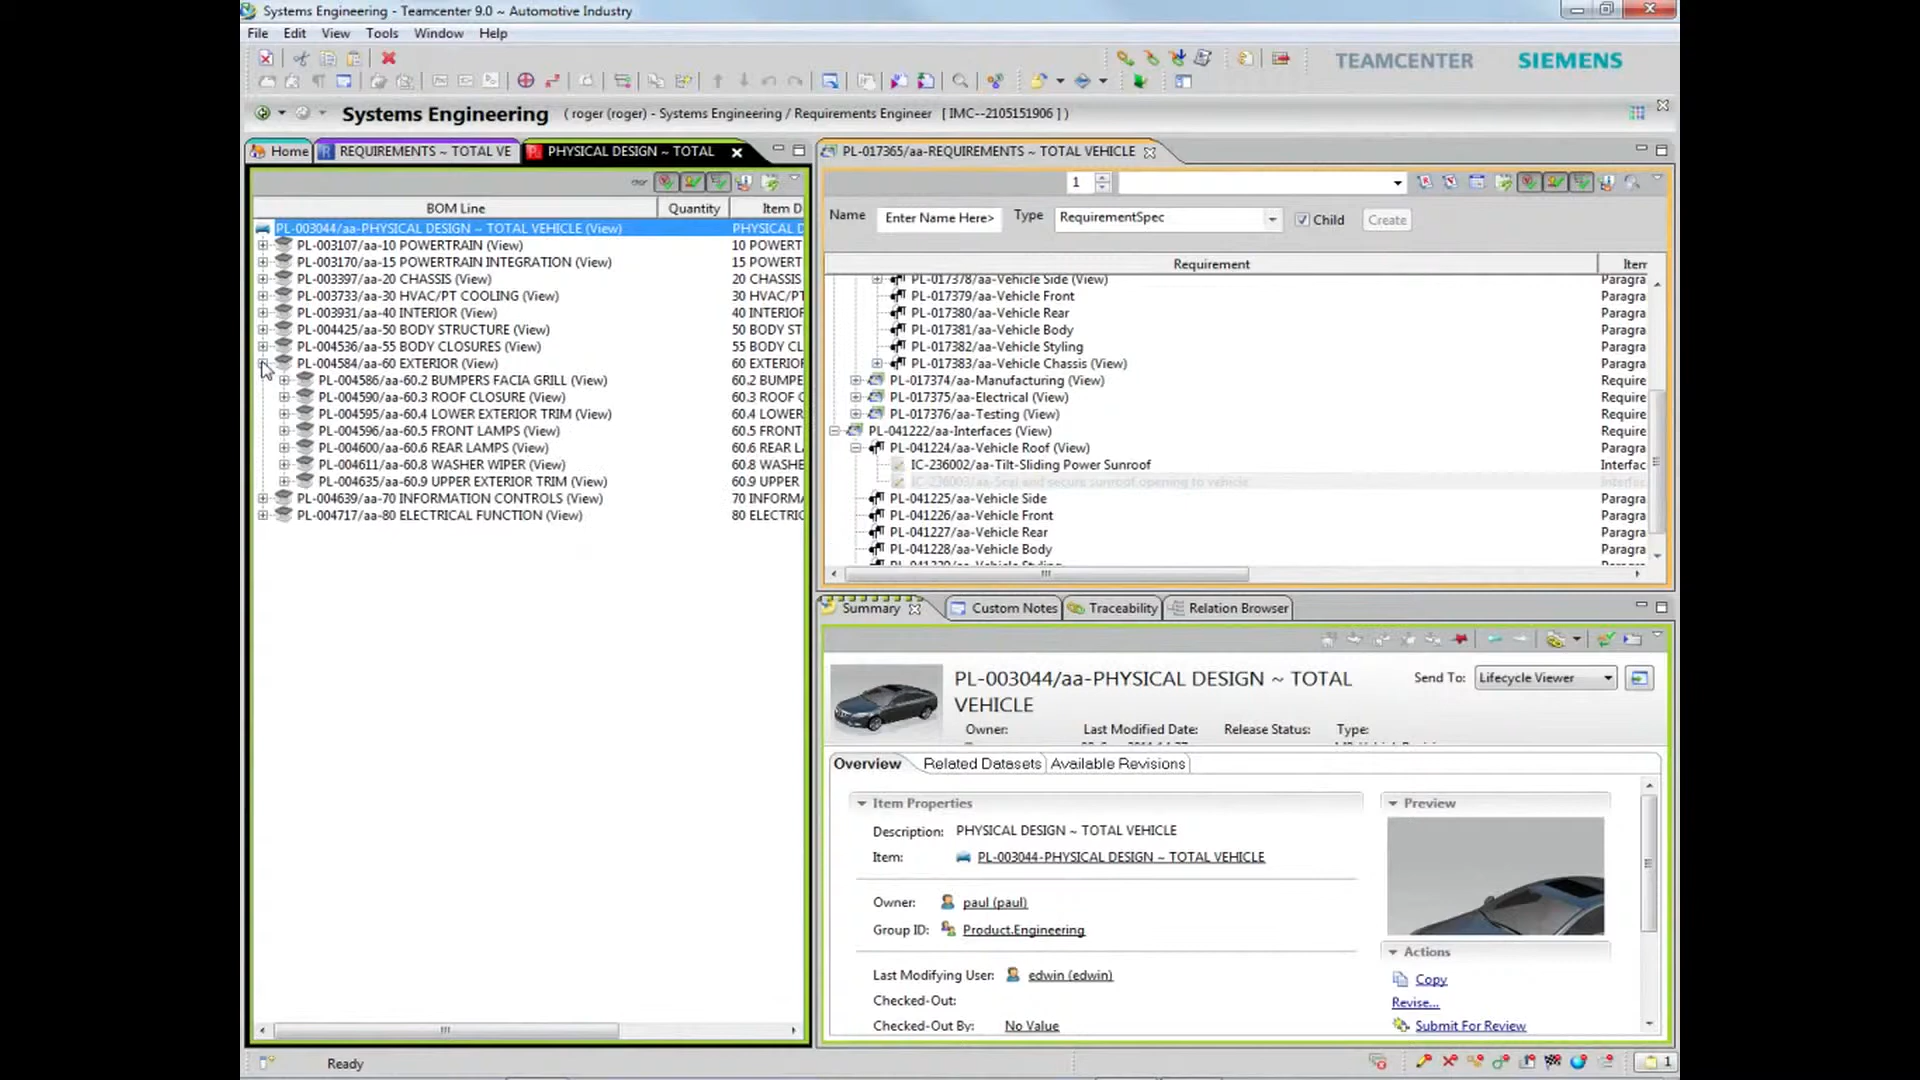 Systems Engineering - Teamcenter 9.0 ~ Automotive Industry
File Edit View Tools Window Help
TEAMCENTER SIEMENS
Systems Engineering ( roger (roger) - Systems Engineering / Requirements Engineer [ IMC--2105151906 ] )
Home REQUIREMENTS ~ TOTAL VE PHYSICAL DESIGN ~ TOTAL
BOM Line Quantity Item D
PL-003044/aa-PHYSICAL DESIGN ~ TOTAL VEHICLE (View) PHYSICAL D
PL-003107/aa-10 POWERTRAIN (View) 10 POWERT
PL-003170/aa-15 POWERTRAIN INTEGRATION (View) 15 POWERT
PL-003397/aa-20 CHASSIS (View) 20 CHASSIS
PL-003733/aa-30 HVAC/PT COOLING (View) 30 HVAC/PT
PL-003931/aa-40 INTERIOR (View) 40 INTERIO
PL-004425/aa-50 BODY STRUCTURE (View) 50 BODY ST
PL-004536/aa-55 BODY CLOSURES (View) 55 BODY CL
PL-004584/aa-60 EXTERIOR (View) 60 EXTERIO
PL-004586/aa-60.2 BUMPERS FACIA GRILL (View) 60.2 BUMPE
PL-004590/aa-60.3 ROOF CLOSURE (View) 60.3 ROOF C
PL-004595/aa-60.4 LOWER EXTERIOR TRIM (View) 60.4 LOWER
PL-004596/aa-60.5 FRONT LAMPS (View) 60.5 FRONT
PL-004600/aa-60.6 REAR LAMPS (View) 60.6 REAR L
PL-004611/aa-60.8 WASHER WIPER (View) 60.8 WASHE
PL-004635/aa-60.9 UPPER EXTERIOR TRIM (View) 60.9 UPPER
PL-004639/aa-70 INFORMATION CONTROLS (View) 70 INFORMA
PL-004717/aa-80 ELECTRICAL FUNCTION (View) 80 ELECTRIC
Ready
PL-017365/aa-REQUIREMENTS ~ TOTAL VEHICLE
1
Name Enter Name Here> Type RequirementSpec Child Create
Requirement Item
PL-017378/aa-Vehicle Side (View) Paragra
PL-017379/aa-Vehicle Front Paragra
PL-017380/aa-Vehicle Rear Paragra
PL-017381/aa-Vehicle Body Paragra
PL-017382/aa-Vehicle Styling Paragra
PL-017383/aa-Vehicle Chassis (View) Paragra
PL-017374/aa-Manufacturing (View) Require
PL-017375/aa-Electrical (View) Require
PL-017376/aa-Testing (View) Require
PL-041222/aa-Interfaces (View) Require
PL-041224/aa-Vehicle Roof (View) Paragra
IC-236002/aa-Tilt-Sliding Power Sunroof Interfac
IC-236003/aa-Seal and secure sunroof opening to vehicle Interfac
PL-041225/aa-Vehicle Side Paragra
PL-041226/aa-Vehicle Front Paragra
PL-041227/aa-Vehicle Rear Paragra
PL-041228/aa-Vehicle Body Paragra
Summary Custom Notes Traceability Relation Browser
PL-003044/aa-PHYSICAL DESIGN ~ TOTAL
VEHICLE
Send To: Lifecycle Viewer
Owner: Last Modified Date: Release Status: Type:
Overview Related Datasets Available Revisions
Item Properties
Description: PHYSICAL DESIGN ~ TOTAL VEHICLE
Item: PL-003044-PHYSICAL DESIGN ~ TOTAL VEHICLE
Owner: paul (paul)
Group ID: Product.Engineering
Last Modifying User: edwin (edwin)
Checked-Out:
Checked-Out By: No Value
Preview
Actions
Copy
Revise...
Submit For Review
1